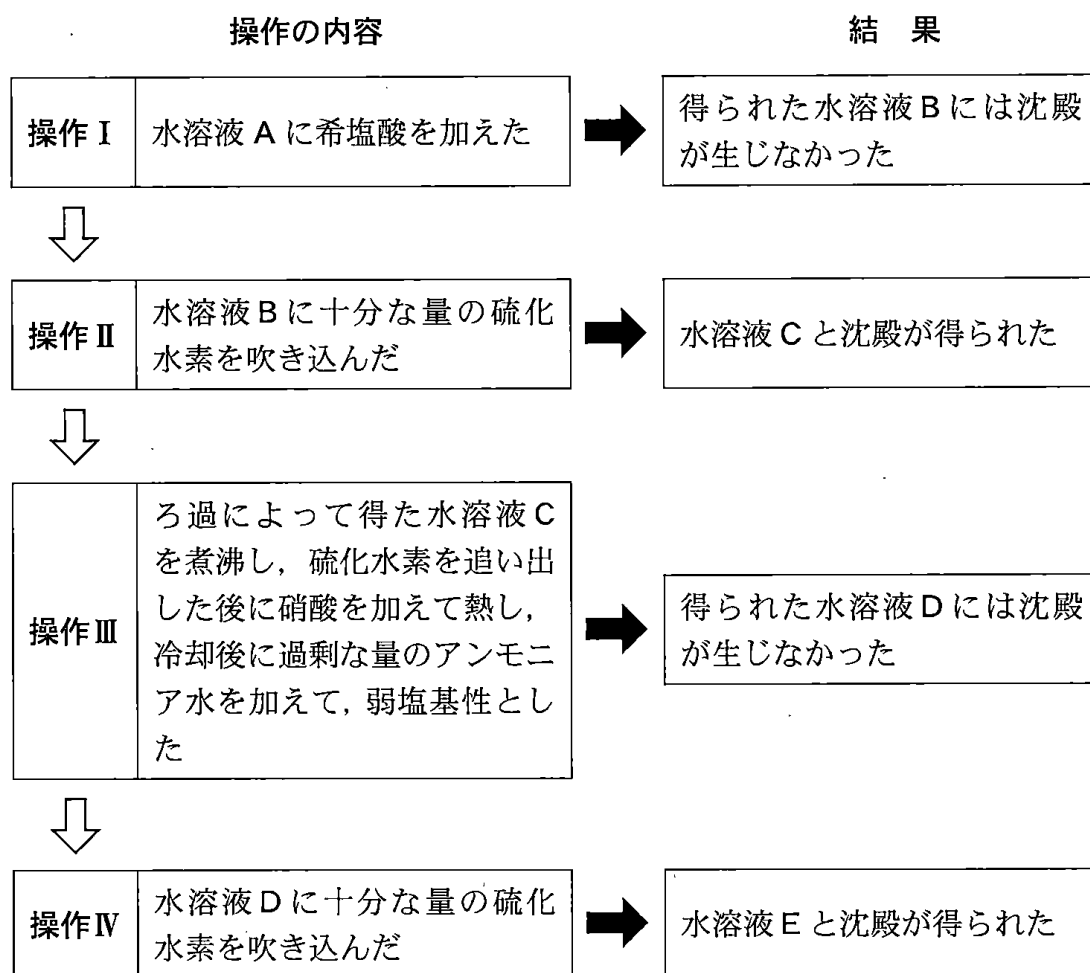 操作の内容
結 果
操作Ⅰ
水溶液Aに希塩酸を加えた
得られた水溶液Bには沈殿
が生じなかった
操作Ⅱ
水溶液Bに十分な量の硫化
水素を吹き込んだ
水溶液Cと沈殿が得られた
操作Ⅲ
ろ過によって得た水溶液C
を煮沸し，硫化水素を追い出
した後に硝酸を加えて熱し，
冷却後に過剰な量のアンモニ
ア水を加えて，弱塩基性とし
た
得られた水溶液Dには沈殿
が生じなかった
操作Ⅳ
水溶液Dに十分な量の硫化
水素を吹き込んだ
水溶液Eと沈殿が得られた